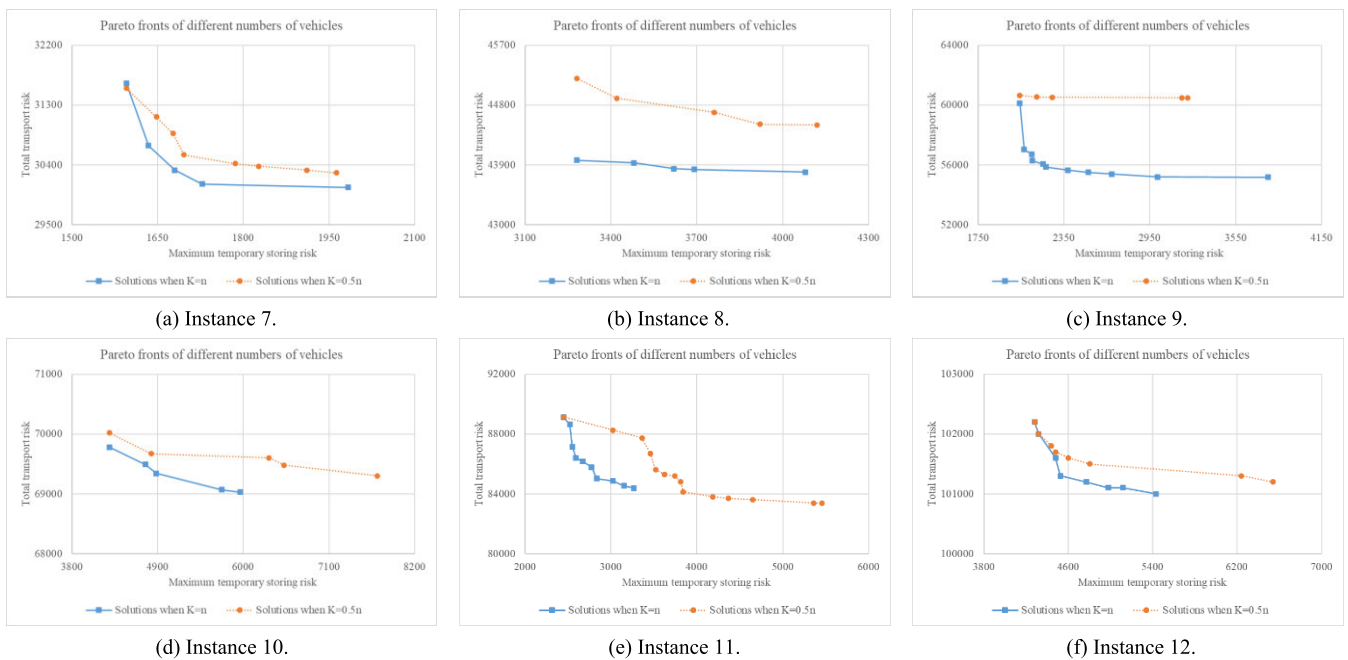 Pareto fronts of different numbers of vehicles
Total transport risk
32200
31300
30400
29500
1500 1650 1800 1950 2100
Maximum temporary storing risk
Solutions when K=n Solutions when K=0.5n
(a) Instance 7.
Pareto fronts of different numbers of vehicles
Total transport risk
45700
44800
43900
43000
3100 3400 3700 4000 4300
Maximum temporary storing risk
Solutions when K=n Solutions when K=0.5n
(b) Instance 8.
Pareto fronts of different numbers of vehicles
Total transport risk
64000
60000
56000
52000
1750 2350 2950 3550 4150
Maximum temporary storing risk
Solutions when K=n Solutions when K=0.5n
(c) Instance 9.
Pareto fronts of different numbers of vehicles
Total transport risk
71000
70000
69000
68000
3800 4900 6000 7100 8200
Maximum temporary storing risk
Solutions when K=n Solutions when K=0.5n
(d) Instance 10.
Pareto fronts of different numbers of vehicles
Total transport risk
92000
88000
84000
80000
2000 3000 4000 5000 6000
Maximum temporary storing risk
Solutions when K=n Solutions when K=0.5n
(e) Instance 11.
Pareto fronts of different numbers of vehicles
Total transport risk
103000
102000
101000
100000
3800 4600 5400 6200 7000
Maximum temporary storing risk
Solutions when K=n Solutions when K=0.5n
(f) Instance 12.